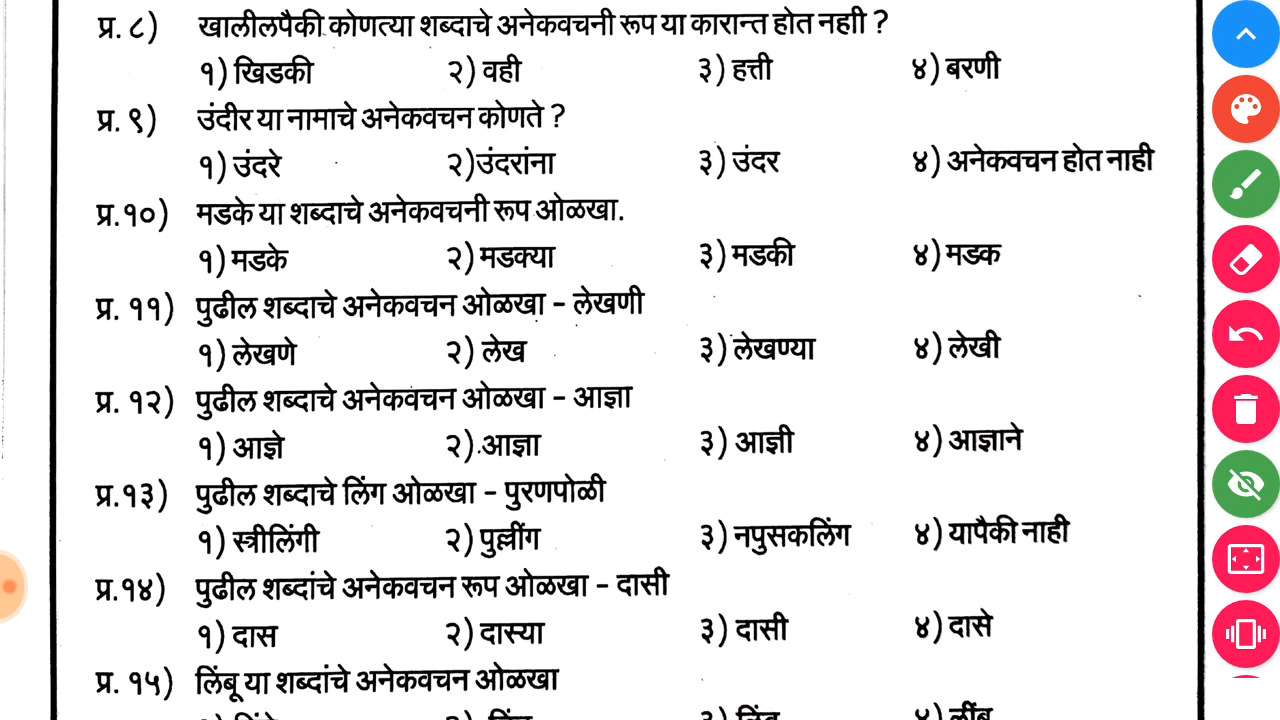 प्र. ८) खालीलपैकी कोणत्या शब्दाचे अनेकवचनी रूप या कारान्त होत नही ?
१) खिडकी २) वही ३) हत्ती ४) बरणी
प्र. ९) उंदीर या नामाचे अनेकवचन कोणते ?
१) उंदरे २)उंदरांना ३) उंदर ४) अनेकवचन होत नाही
प्र.१०) मडके या शब्दाचे अनेकवचनी रूप ओळखा.
१) मडके २) मडक्या ३) मडकी ४) मडक
प्र. ११) पुढील शब्दाचे अनेकवचन ओळखा – लेखणी
१) लेखणे २) लेख ३) लेखण्या ४) लेखी
प्र. १२) पुढील शब्दाचे अनेकवचन ओळखा – आज्ञा
१) आज्ञे २) आज्ञा ३) आज्ञी ४) आज्ञाने
प्र.१३) पुढील शब्दाचे लिंग ओळखा – पुरणपोळी
१) स्त्रीलिंगी २) पुल्लींग ३) नपुसकलिंग ४) यापैकी नाही
प्र.१४) पुढील शब्दांचे अनेकवचन रूप ओळखा – दासी
१) दास २) दास्या ३) दासी ४) दासे
प्र. १५) लिंबू या शब्दांचे अनेकवचन ओळखा